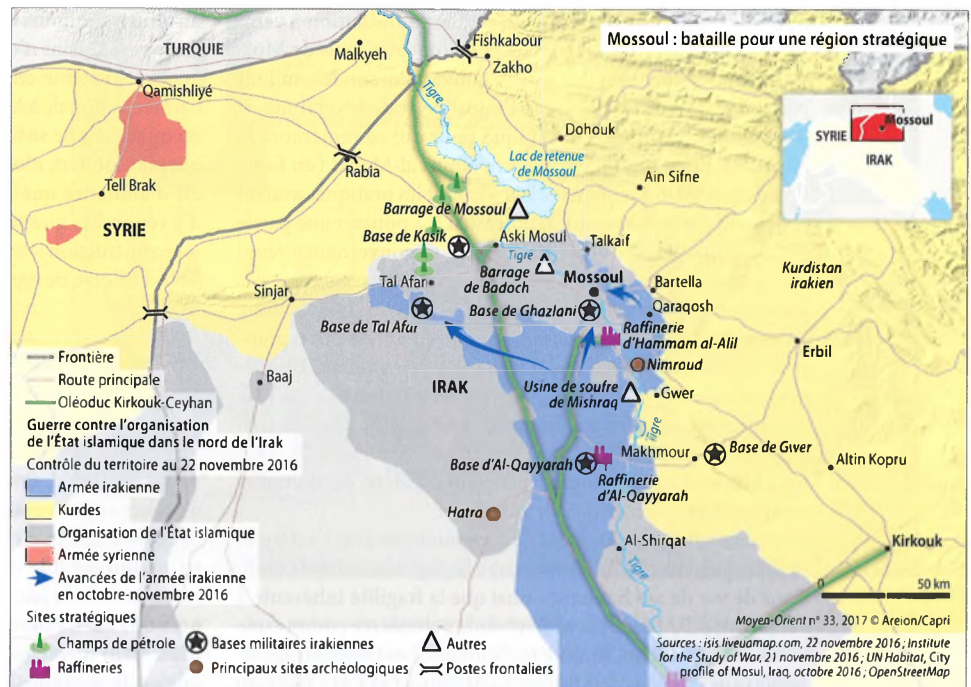 Mossoul : bataille pour une région stratégique
TURQUIE
Malkyeh
Fishkabour
Zakho
Qamishliyé
Tigre
Dohouk
Mossoul
SYRIE
IRAK
Rabia
Lac de retenue
de Mossoul
Ain Sifne
Tell Brak
Barrage de Mossoul
SYRIE
Base de Kasik
Aski Mosul
Talkaif
Tigre
Barrage
de Badoch
Mossoul
Kurdistan
irakien
Tal Afar
Bartella
Sinjar
Base de Tal Afar
Base de Ghazlani
Qaraqosh
Raffinerie
d'Hammam al-Alil
Erbil
Nimroud
Baaj
IRAK
Usine de soufre
de Mishraq
Gwer
Tigre
Makhmour
Base de Gwer
Base d'Al-Qayyarah
Raffinerie
d'Al-Qayyarah
Altin Kopru
Hatra
Al-Shirqat
Tigre
Kirkouk
Frontière
Route principale
Oléoduc Kirkouk-Ceyhan
Guerre contre l'organisation
de l'État islamique dans le nord de l'Irak
Contrôle du territoire au 22 novembre 2016
Armée irakienne
Kurdes
Organisation de l'État islamique
Armée syrienne
Avancées de l'armée irakienne
en octobre-novembre 2016
Sites stratégiques
Champs de pétrole
Bases militaires irakiennes
Autres
Raffineries
Principaux sites archéologiques
Postes frontaliers
0 50 km
Moyen-Orient n° 33, 2017 © Areion/Capri
Sources : isis.liveuamap.com, 22 novembre 2016 ; Institute
for the Study of War, 21 novembre 2016 ; UN Habitat, City
profile of Mosul, Iraq, octobre 2016 ; OpenStreetMap